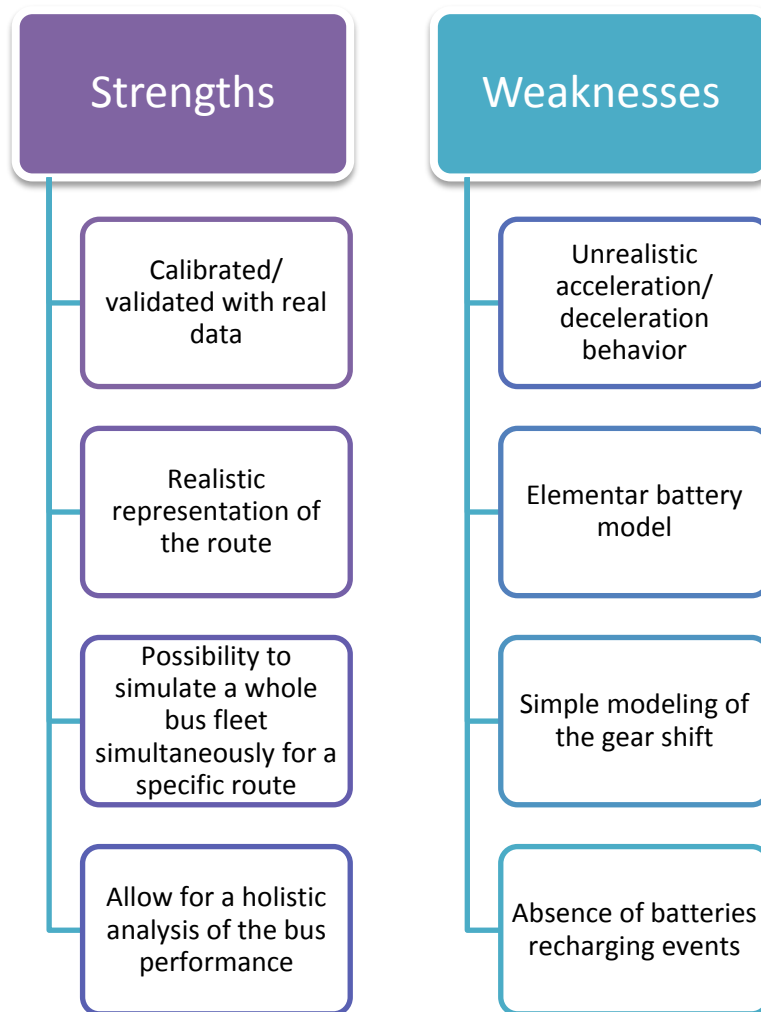 Strengths
Calibrated/
validated with real
data
Realistic
representation of
the route
Possibility to
simulate a whole
bus fleet
simultaneously for a
specific route
Allow for a holistic
analysis of the bus
performance
Weaknesses
Unrealistic
acceleration/
deceleration
behavior
Elementar battery
model
Simple modeling of
the gear shift
Absence of batteries
recharging events